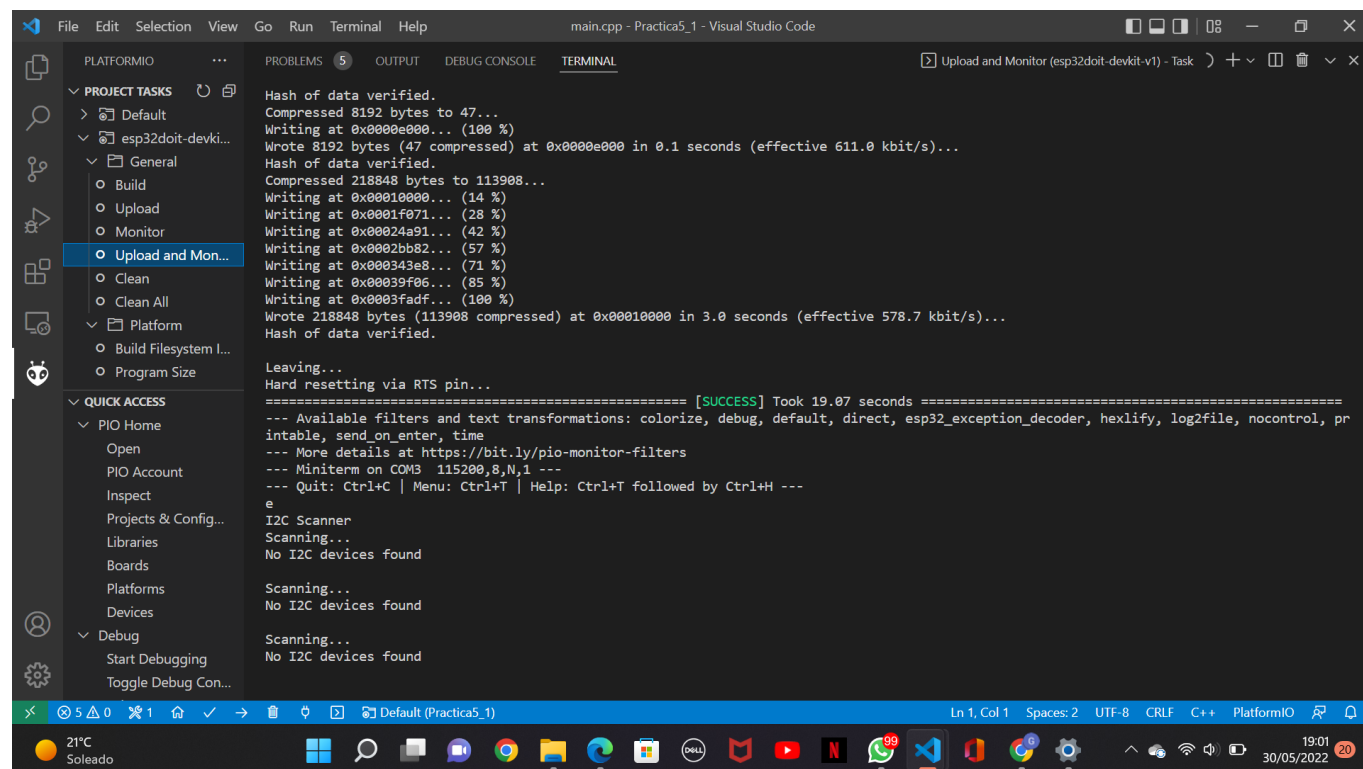 File Edit Selection View Go Run Terminal Help main.cpp - Practica5_1 - Visual Studio Code
PLATFORMIO ...
PROJECT TASKS
Default
esp32doit-devki...
General
Build
Upload
Monitor
Upload and Mon...
Clean
Clean All
Platform
Build Filesystem I...
Program Size
QUICK ACCESS
PIO Home
Open
PIO Account
Inspect
Projects & Config...
Libraries
Boards
Platforms
Devices
Debug
Start Debugging
Toggle Debug Con...
PROBLEMS 5 OUTPUT DEBUG CONSOLE TERMINAL Upload and Monitor (esp32doit-devkit-v1) - Task
Hash of data verified.
Compressed 8192 bytes to 47...
Writing at 0x0000e000... (100 %)
Wrote 8192 bytes (47 compressed) at 0x0000e000 in 0.1 seconds (effective 611.0 kbit/s)...
Hash of data verified.
Compressed 218848 bytes to 113908...
Writing at 0x00010000... (14 %)
Writing at 0x0001f071... (28 %)
Writing at 0x00024a91... (42 %)
Writing at 0x0002bb82... (57 %)
Writing at 0x000343e8... (71 %)
Writing at 0x00039f06... (85 %)
Writing at 0x0003fadf... (100 %)
Wrote 218848 bytes (113908 compressed) at 0x00010000 in 3.0 seconds (effective 578.7 kbit/s)...
Hash of data verified.
Leaving...
Hard resetting via RTS pin...
===================================================== [SUCCESS] Took 19.07 seconds =====================================================
--- Available filters and text transformations: colorize, debug, default, direct, esp32_exception_decoder, hexlify, log2file, nocontrol, pr
intable, send_on_enter, time
--- More details at https://bit.ly/pio-monitor-filters
--- Miniterm on COM3 115200,8,N,1 ---
--- Quit: Ctrl+C | Menu: Ctrl+T | Help: Ctrl+T followed by Ctrl+H ---
e
I2C Scanner
Scanning...
No I2C devices found
Scanning...
No I2C devices found
Scanning...
No I2C devices found
5 0 1 Default (Practica5_1) Ln 1, Col 1 Spaces: 2 UTF-8 CRLF C++ PlatformIO
21°C
Soleado
DELL
N
99
G
19:01
30/05/2022
20